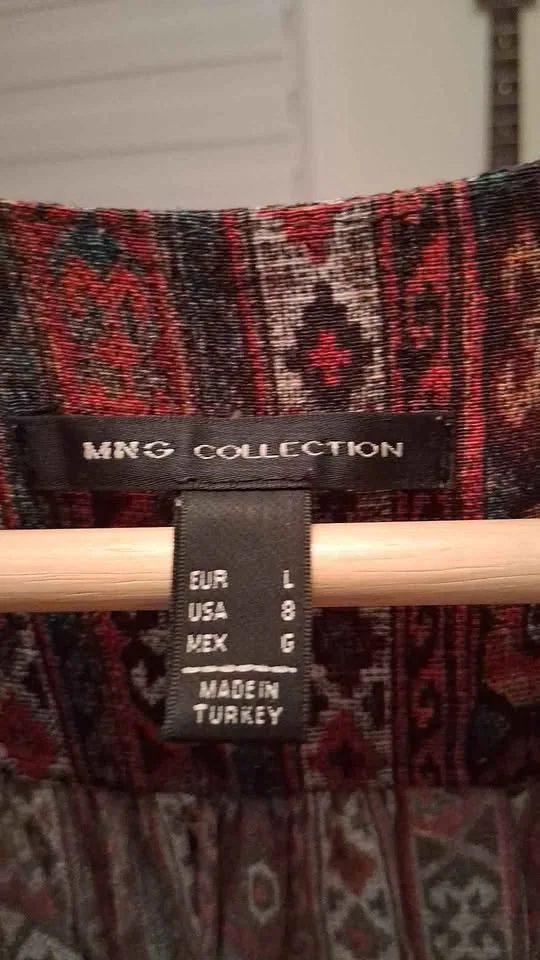 MNG COLLECTION
EUR L
USA 8
MEX G
MADE IN
TURKEY